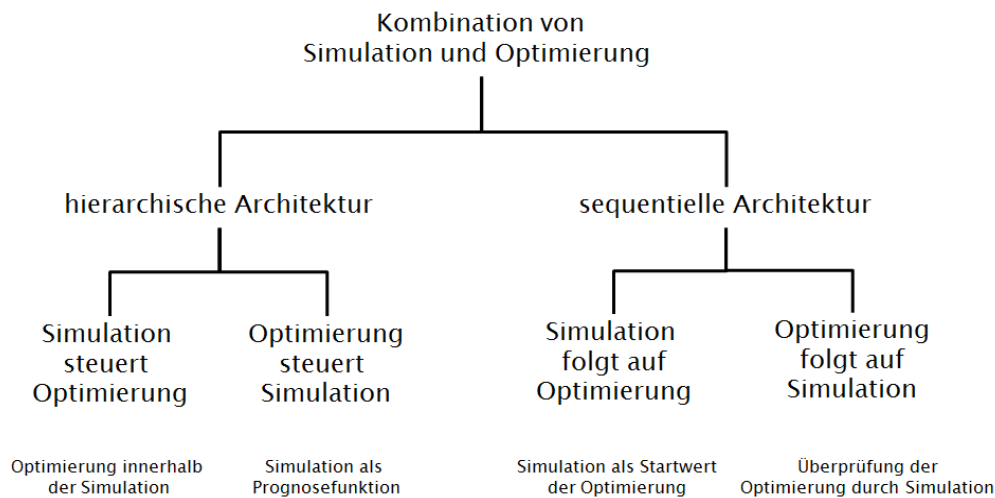 Kombination von
Simulation und Optimierung
hierarchische Architektur
sequentielle Architektur
Simulation
steuert
Optimierung
Optimierung
steuert
Simulation
Simulation
folgt auf
Optimierung
Optimierung
folgt auf
Simulation
Optimierung innerhalb
der Simulation
Simulation als
Prognosefunktion
Simulation als Startwert
der Optimierung
Überprüfung der
Optimierung durch Simulation